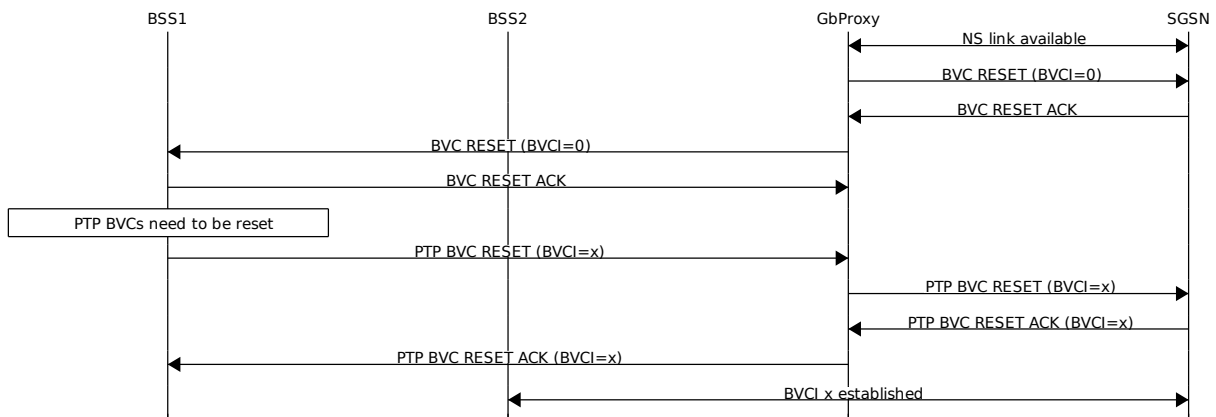 BSS1 BSS2 GbProxy SGSN
NS link available
BVC RESET (BVCI=0)
BVC RESET ACK
BVC RESET (BVCI=0)
BVC RESET ACK
PTP BVCs need to be reset
PTP BVC RESET (BVCI=x)
PTP BVC RESET (BVCI=x)
PTP BVC RESET ACK (BVCI=x)
PTP BVC RESET ACK (BVCI=x)
BVCI x established